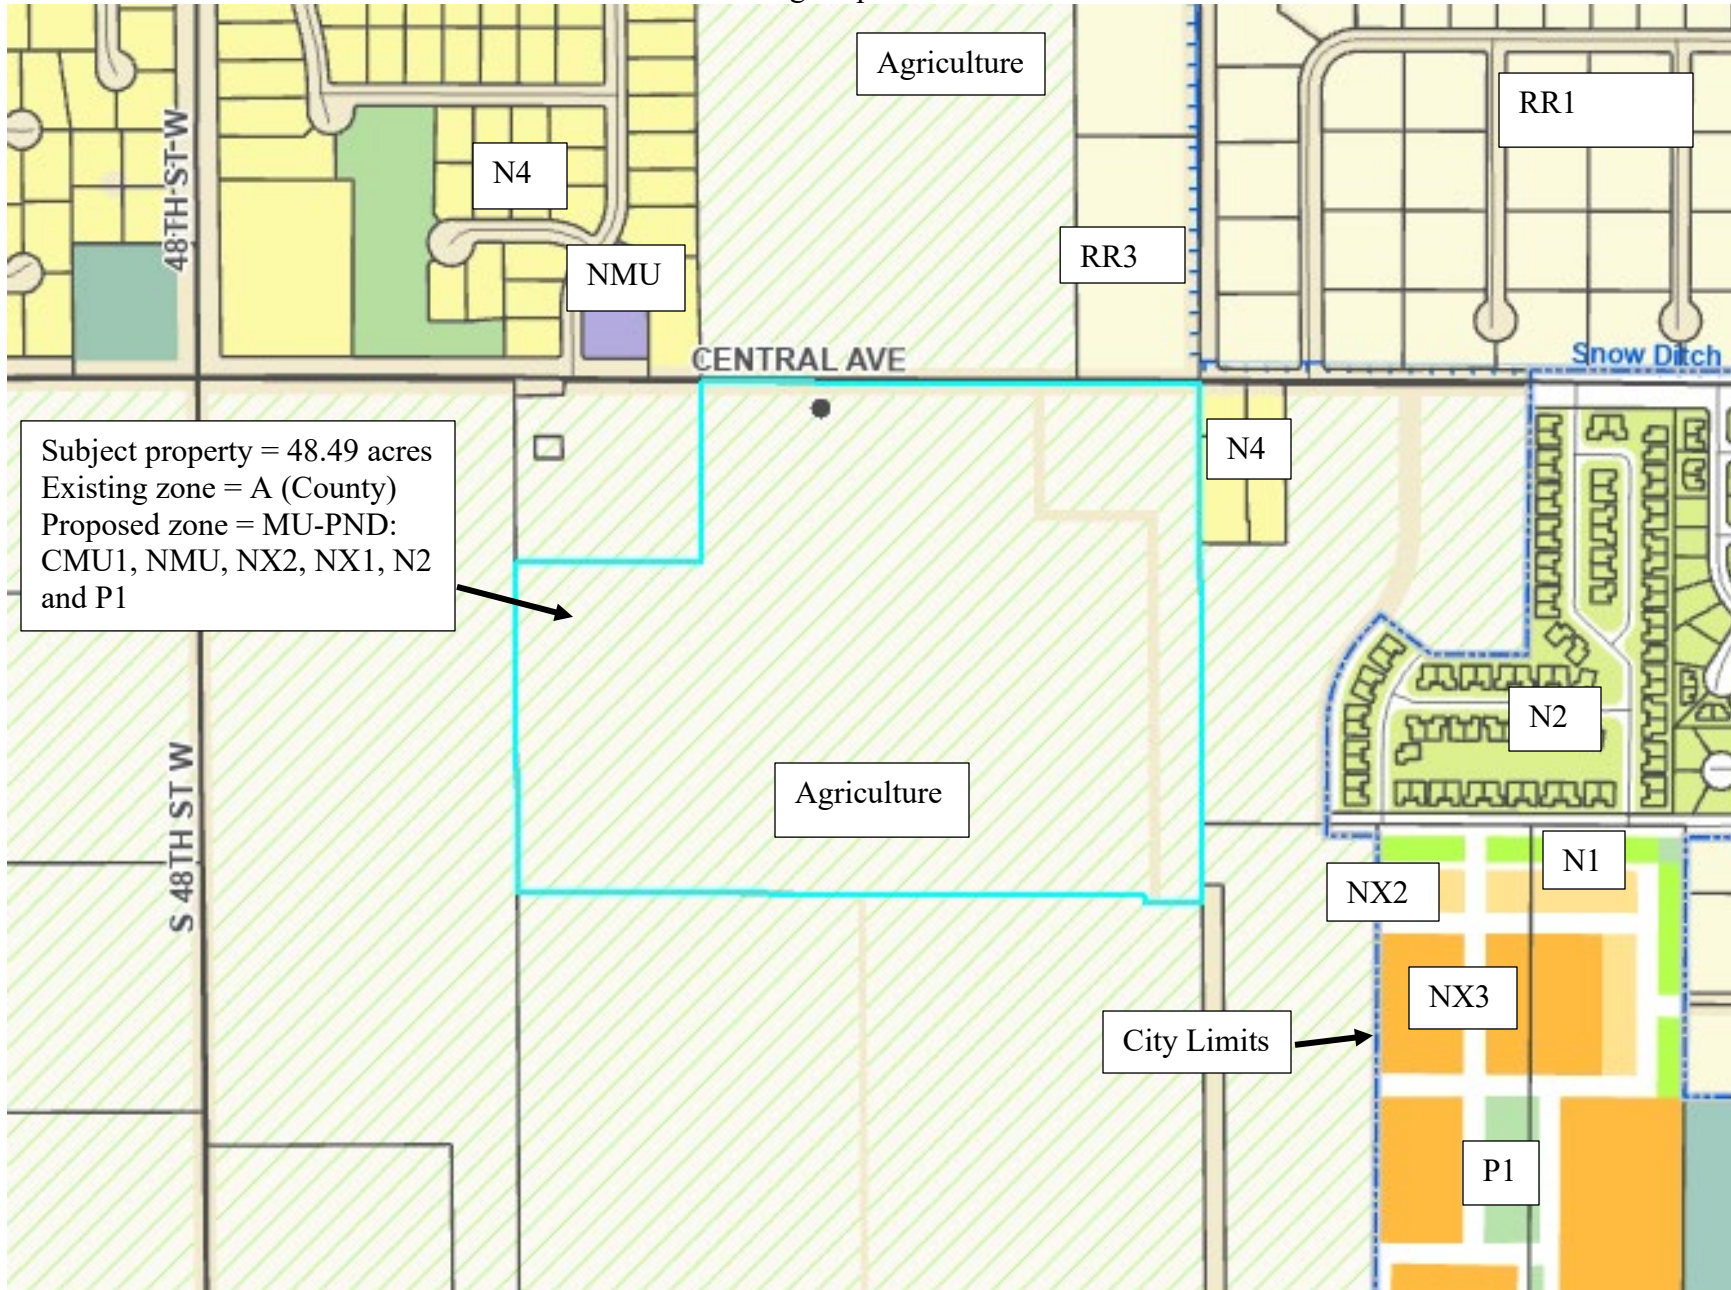 Agriculture
RR1
48TH ST W
N4
RR3
NMU
CENTRAL AVE
Snow Ditch
Subject property = 48.49 acres
Existing zone = A (County)
Proposed zone = MU-PND:
CMU1, NMU, NX2, NX1, N2
and P1
N4
N2
S 48TH ST W
Agriculture
N1
NX2
NX3
City Limits
P1